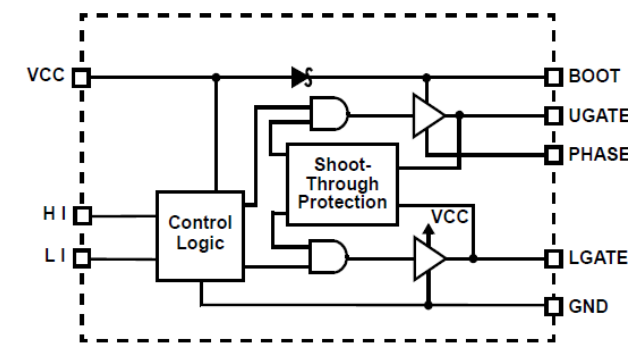 VCC
BOOT
UGATE
PHASE
Shoot-
Through
Protection
VCC
H I
Control
Logic
L I
LGATE
GND